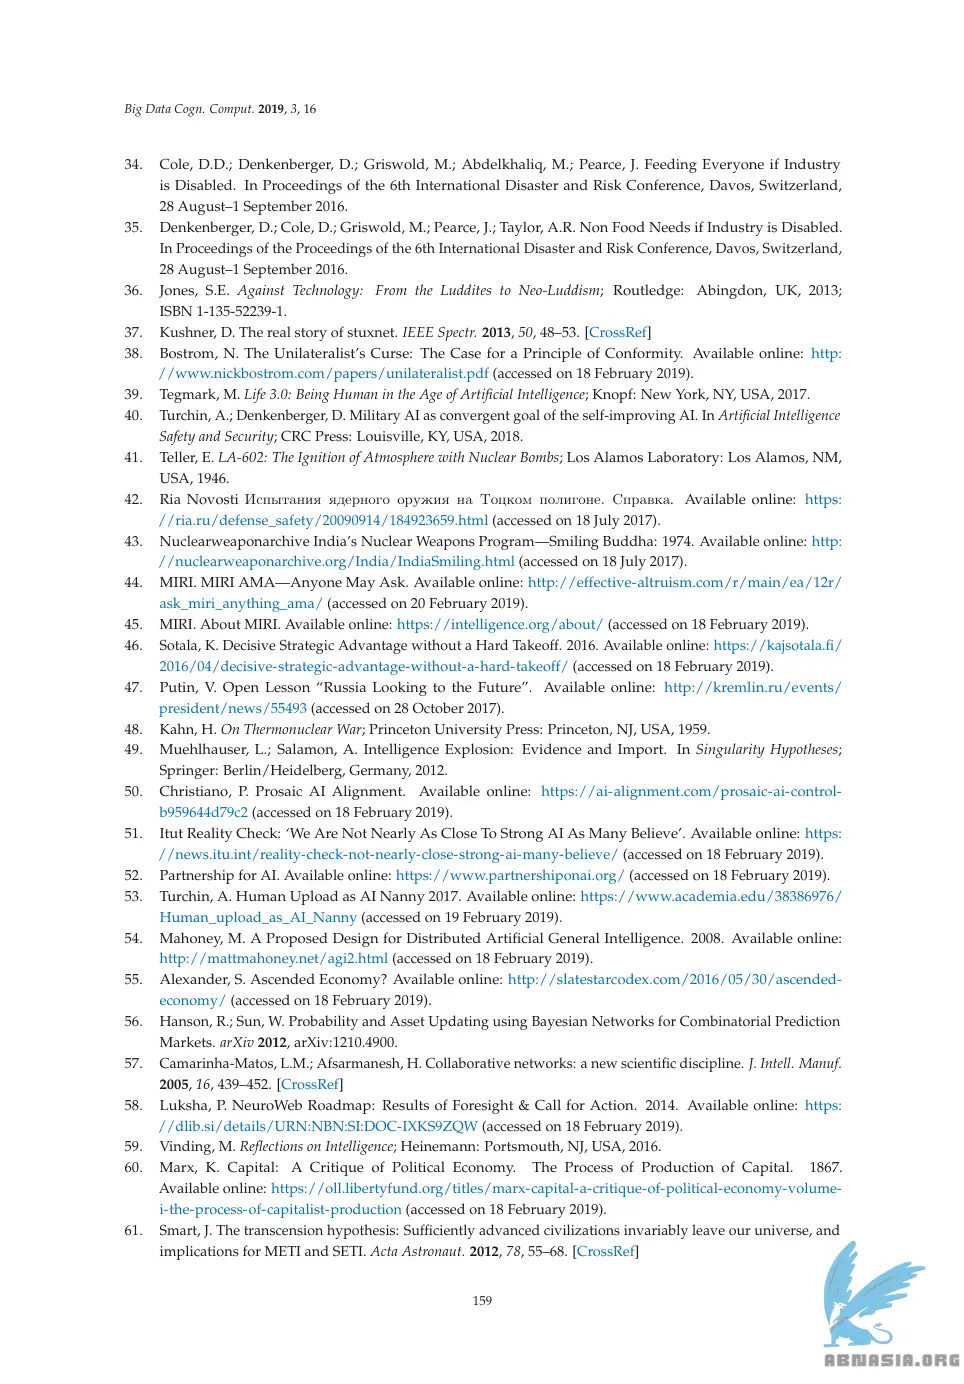 Big Data Cogn. Comput. 2019, 3, 16
34. Cole, D.D.; Denkenberger, D.; Griswold, M.; Abdelkhaliq, M.; Pearce, J. Feeding Everyone if Industry
is Disabled. In Proceedings of the 6th International Disaster and Risk Conference, Davos, Switzerland,
28 August–1 September 2016.
35. Denkenberger, D.; Cole, D.; Griswold, M.; Pearce, J.; Taylor, A.R. Non Food Needs if Industry is Disabled.
In Proceedings of the Proceedings of the 6th International Disaster and Risk Conference, Davos, Switzerland,
28 August–1 September 2016.
36. Jones, S.E. Against Technology: From the Luddites to Neo-Luddism; Routledge: Abingdon, UK, 2013;
ISBN 1-135-52239-1.
37. Kushner, D. The real story of stuxnet. IEEE Spectr. 2013, 50, 48–53. [CrossRef]
38. Bostrom, N. The Unilateralist’s Curse: The Case for a Principle of Conformity. Available online: http:
//www.nickbostrom.com/papers/unilateralist.pdf (accessed on 18 February 2019).
39. Tegmark, M. Life 3.0: Being Human in the Age of Artificial Intelligence; Knopf: New York, NY, USA, 2017.
40. Turchin, A.; Denkenberger, D. Military AI as convergent goal of the self-improving AI. In Artificial Intelligence
Safety and Security; CRC Press: Louisville, KY, USA, 2018.
41. Teller, E. LA-602: The Ignition of Atmosphere with Nuclear Bombs; Los Alamos Laboratory: Los Alamos, NM,
USA, 1946.
42. Ria Novosti Испытания ядерного оружия на Тоцком полигоне. Справка. Available online: https:
//ria.ru/defense_safety/20090914/184923659.html (accessed on 18 July 2017).
43. Nuclearweaponarchive India’s Nuclear Weapons Program—Smiling Buddha: 1974. Available online: http:
//nuclearweaponarchive.org/India/IndiaSmiling.html (accessed on 18 July 2017).
44. MIRI. MIRI AMA—Anyone May Ask. Available online: http://effective-altruism.com/r/main/ea/12r/
ask_miri_anything_ama/ (accessed on 20 February 2019).
45. MIRI. About MIRI. Available online: https://intelligence.org/about/ (accessed on 18 February 2019).
46. Sotala, K. Decisive Strategic Advantage without a Hard Takeoff. 2016. Available online: https://kajsotala.fi/
2016/04/decisive-strategic-advantage-without-a-hard-takeoff/ (accessed on 18 February 2019).
47. Putin, V. Open Lesson “Russia Looking to the Future”. Available online: http://kremlin.ru/events/
president/news/55493 (accessed on 28 October 2017).
48. Kahn, H. On Thermonuclear War; Princeton University Press: Princeton, NJ, USA, 1959.
49. Muehlhauser, L.; Salamon, A. Intelligence Explosion: Evidence and Import. In Singularity Hypotheses;
Springer: Berlin/Heidelberg, Germany, 2012.
50. Christiano, P. Prosaic AI Alignment. Available online: https://ai-alignment.com/prosaic-ai-control-
b959644d79c2 (accessed on 18 February 2019).
51. Itut Reality Check: ‘We Are Not Nearly As Close To Strong AI As Many Believe’. Available online: https:
//news.itu.int/reality-check-not-nearly-close-strong-ai-many-believe/ (accessed on 18 February 2019).
52. Partnership for AI. Available online: https://www.partnershiponai.org/ (accessed on 18 February 2019).
53. Turchin, A. Human Upload as AI Nanny 2017. Available online: https://www.academia.edu/38386976/
Human_upload_as_AI_Nanny (accessed on 19 February 2019).
54. Mahoney, M. A Proposed Design for Distributed Artificial General Intelligence. 2008. Available online:
http://mattmahoney.net/agi2.html (accessed on 18 February 2019).
55. Alexander, S. Ascended Economy? Available online: http://slatestarcodex.com/2016/05/30/ascended-
economy/ (accessed on 18 February 2019).
56. Hanson, R.; Sun, W. Probability and Asset Updating using Bayesian Networks for Combinatorial Prediction
Markets. arXiv 2012, arXiv:1210.4900.
57. Camarinha-Matos, L.M.; Afsarmanesh, H. Collaborative networks: a new scientific discipline. J. Intell. Manuf.
2005, 16, 439–452. [CrossRef]
58. Luksha, P. NeuroWeb Roadmap: Results of Foresight & Call for Action. 2014. Available online: https:
//dlib.si/details/URN:NBN:SI:DOC-IXKS9ZQW (accessed on 18 February 2019).
59. Vinding, M. Reflections on Intelligence; Heinemann: Portsmouth, NJ, USA, 2016.
60. Marx, K. Capital: A Critique of Political Economy. The Process of Production of Capital. 1867.
Available online: https://oll.libertyfund.org/titles/marx-capital-a-critique-of-political-economy-volume-
i-the-process-of-capitalist-production (accessed on 18 February 2019).
61. Smart, J. The transcension hypothesis: Sufficiently advanced civilizations invariably leave our universe, and
implications for METI and SETI. Acta Astronaut. 2012, 78, 55–68. [CrossRef]
159
ABNASIA.ORG